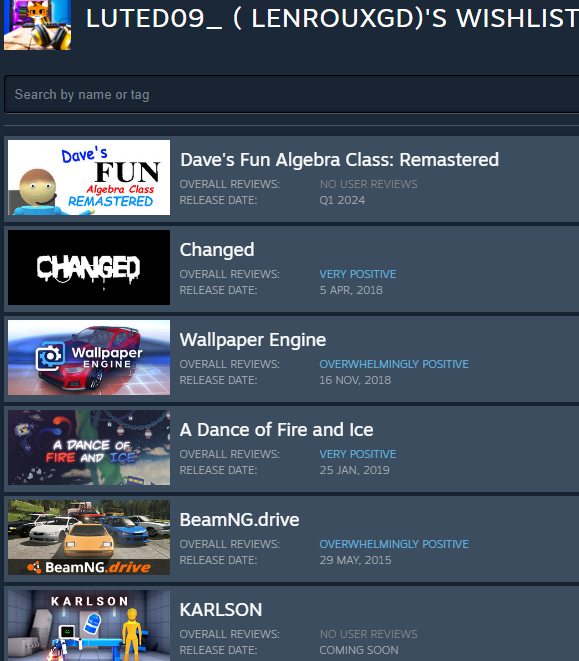 LUTED09_ ( LENROUXGD)'S WISHLIST
Search by name or tag
Dave's
FUN
Algebra Class
REMASTERED
Dave's Fun Algebra Class: Remastered
OVERALL REVIEWS: NO USER REVIEWS
RELEASE DATE: Q1 2024
CHANGED
Changed
OVERALL REVIEWS: VERY POSITIVE
RELEASE DATE: 5 APR, 2018
Wallpaper
ENGINE
Wallpaper Engine
OVERALL REVIEWS: OVERWHELMINGLY POSITIVE
RELEASE DATE: 16 NOV, 2018
A DANCE OF
FIRE AND ICE
A Dance of Fire and Ice
OVERALL REVIEWS: VERY POSITIVE
RELEASE DATE: 25 JAN, 2019
BeamNG.drive
BeamNG.drive
OVERALL REVIEWS: OVERWHELMINGLY POSITIVE
RELEASE DATE: 29 MAY, 2015
KARLSON
KARLSON
OVERALL REVIEWS: NO USER REVIEWS
RELEASE DATE: COMING SOON